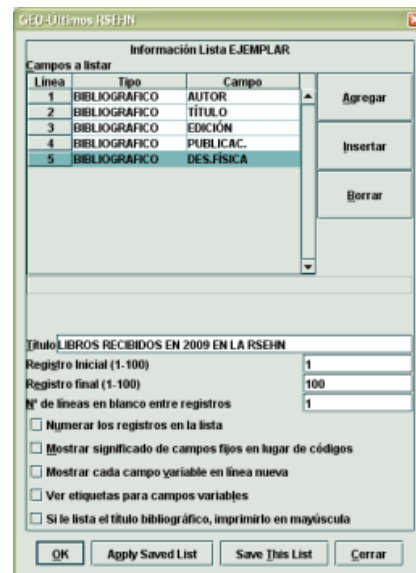 GEO-Últimos RSEHN
Información Lista EJEMPLAR
Campos a listar
Línea Tipo Campo
1 BIBLIOGRAFICO AUTOR
2 BIBLIOGRAFICO TÍTULO
3 BIBLIOGRAFICO EDICIÓN
4 BIBLIOGRAFICO PUBLICAC.
5 BIBLIOGRAFICO DES.FÍSICA
Agregar
Insertar
Borrar
Título LIBROS RECIBIDOS EN 2009 EN LA RSEHN
Registro Inicial (1-100) 1
Registro final (1-100) 100
Nº de líneas en blanco entre registros 1
Numerar los registros en la lista
Mostrar significado de campos fijos en lugar de códigos
Mostrar cada campo variable en línea nueva
Ver etiquetas para campos variables
Si le lista el título bibliográfico, imprimirlo en mayúscula
OK Apply Saved List Save This List Cerrar